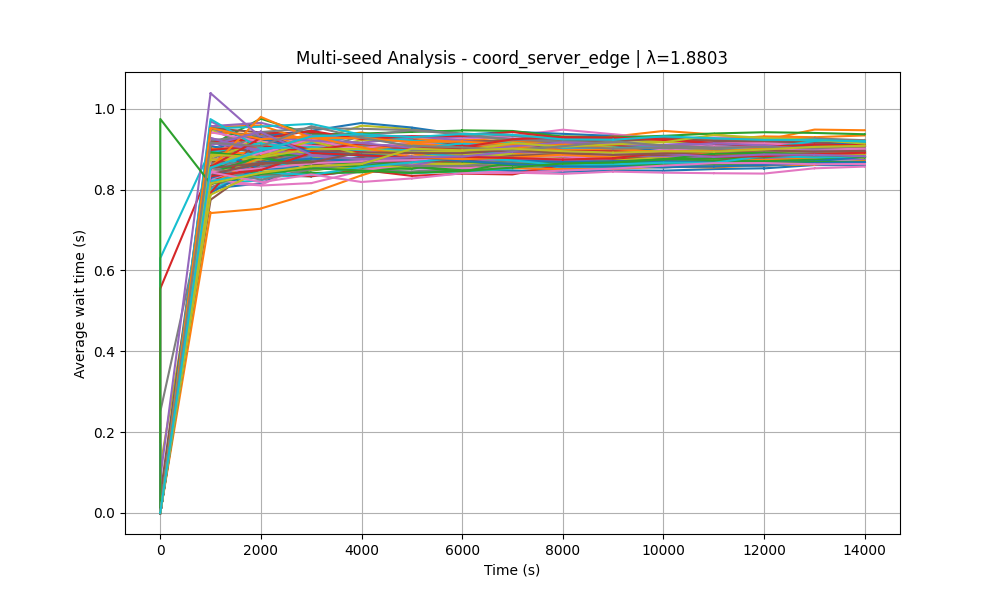 Multi-seed Analysis - coord_server_edge | λ=1.8803
Average wait time (s)
1.0
0.8
0.6
0.4
0.2
0.0
0 2000 4000 6000 8000 10000 12000 14000
Time (s)